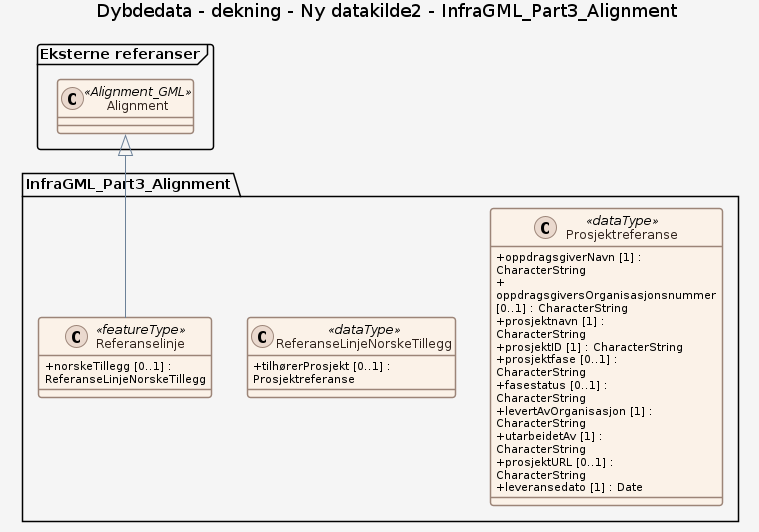 Dybdedata - dekning - Ny datakilde2 - InfraGML_Part3_Alignment
Eksterne referanser
C
«Alignment_GML»
Alignment
InfraGML_Part3_Alignment
C
«featureType»
Referanselinje
+norskeTillegg [0..1] :
ReferanseLinjeNorskeTillegg
C
«dataType»
ReferanseLinjeNorskeTillegg
+tilhørerProsjekt [0..1] :
Prosjektreferanse
C
«dataType»
Prosjektreferanse
+oppdragsgiverNavn [1] :
CharacterString
+
oppdragsgiversOrganisasjonsnummer
[0..1] : CharacterString
+prosjektnavn [1] :
CharacterString
+prosjektID [1] : CharacterString
+prosjektfase [0..1] :
CharacterString
+fasestatus [0..1] :
CharacterString
+levertAvOrganisasjon [1] :
CharacterString
+utarbeidetAv [1] :
CharacterString
+prosjektURL [0..1] :
CharacterString
+leveransedato [1] : Date